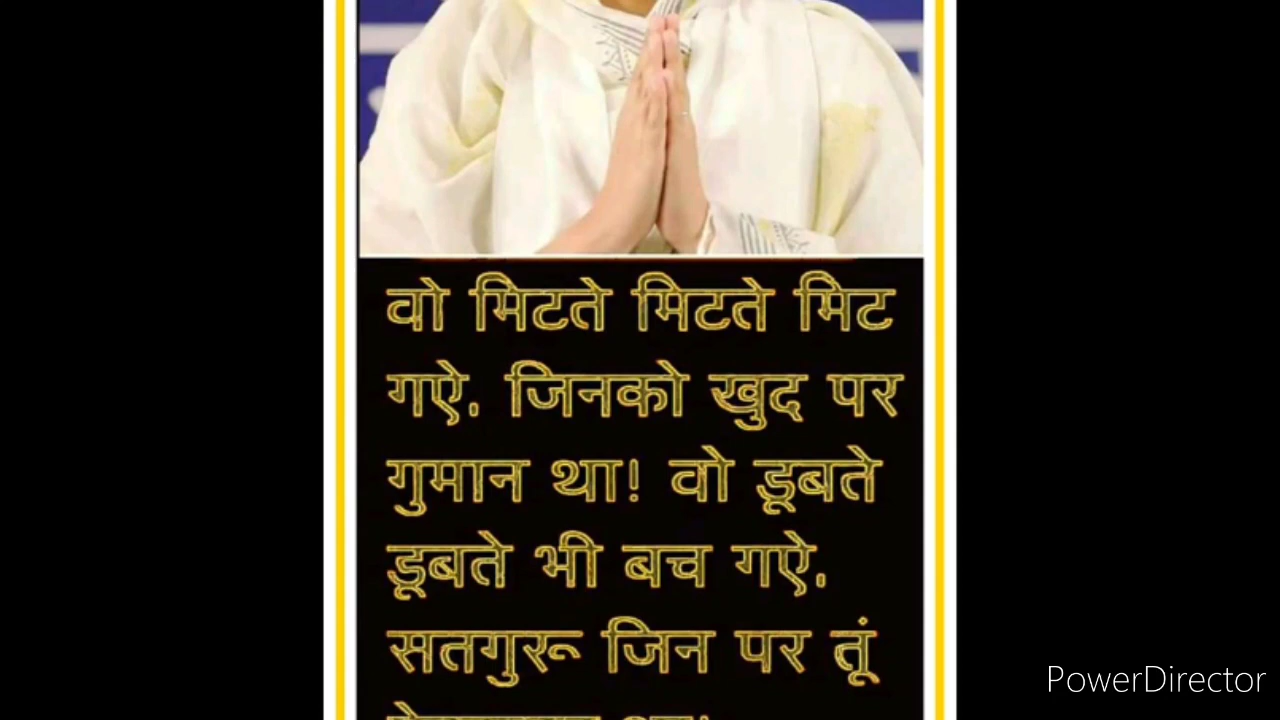 वो मिटते मिटते मिट
गऐ. जिनको खुद पर
गुमान था! वो डूबते
डूबते भी बच गऐ.
सतगुरू जिन पर तूं
PowerDirector